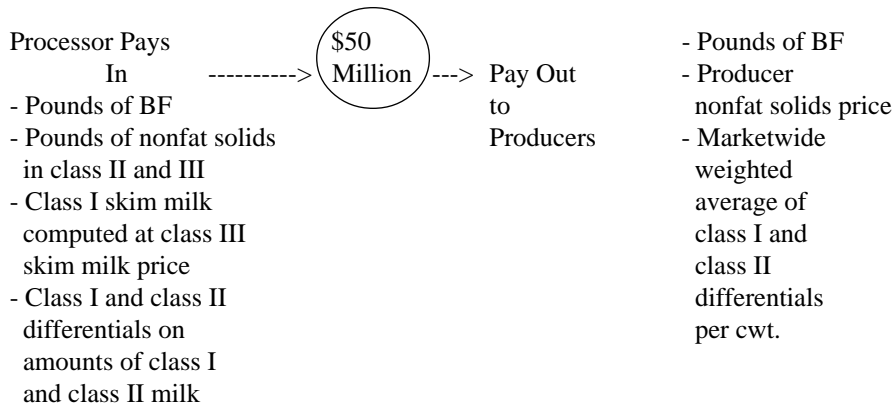 Processor Pays
In
- Pounds of BF
- Pounds of nonfat solids
in class II and III
- Class I skim milk
computed at class III
skim milk price
- Class I and class II
differentials on
amounts of class I
and class II milk
---------->
$50
Million
--->
Pay Out
to
Producers
- Pounds of BF
- Producer
nonfat solids price
- Marketwide
weighted
average of
class I and
class II
differentials
per cwt.